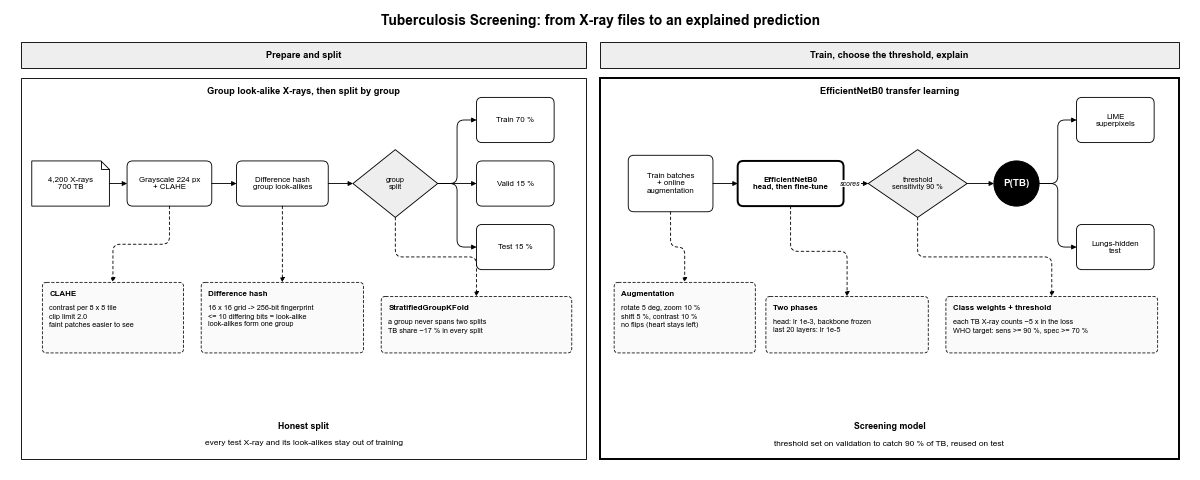 Tuberculosis Screening: from X-ray files to an explained prediction
Prepare and split
Group look-alike X-rays, then split by group
4,200 X-rays
700 TB
Grayscale 224 px
+ CLAHE
Difference hash
group look-alikes
group
split
Train 70 %
Valid 15 %
Test 15 %
CLAHE
contrast per 8 x 8 tile
clip limit 2.0
faint patches easier to see
Difference hash
16 x 16 grid -> 256-bit fingerprint
<= 10 differing bits = look-alike
look-alikes form one group
StratifiedGroupKFold
a group never spans two splits
TB share ~17 % in every split
Honest split
every test X-ray and its look-alikes stay out of training
Train, choose the threshold, explain
EfficientNetB0 transfer learning
Train batches
+ online
augmentation
EfficientNetB0
head, then fine-tune
scores
threshold
sensitivity 90 %
P(TB)
LIME
superpixels
Lungs-hidden
test
Augmentation
rotate 5 deg, zoom 10 %
shift 5 %, contrast 10 %
no flips (heart stays left)
Two phases
head: lr 1e-3, backbone frozen
last 20 layers: lr 1e-5
Class weights + threshold
each TB X-ray counts ~5 x in the loss
WHO target: sens >= 90 %, spec >= 70 %
Screening model
threshold set on validation to catch 90 % of TB, reused on test